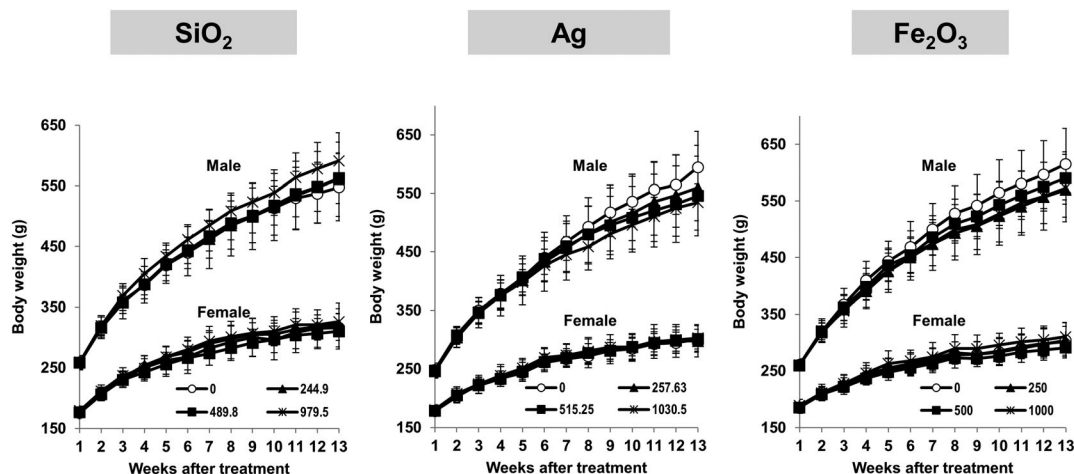 SiO2
Ag
Fe2O3
Body weight (g)
650
550
450
350
250
150
Male
Female
0 244.9
489.8 979.5
1 2 3 4 5 6 7 8 9 10 11 12 13
Weeks after treatment
Body weight (g)
650
550
450
350
250
150
Male
Female
0 257.63
515.25 1030.5
1 2 3 4 5 6 7 8 9 10 11 12 13
Weeks after treatment
Body weight (g)
650
550
450
350
250
150
Male
Female
0 250
500 1000
1 2 3 4 5 6 7 8 9 10 11 12 13
Weeks after treatment